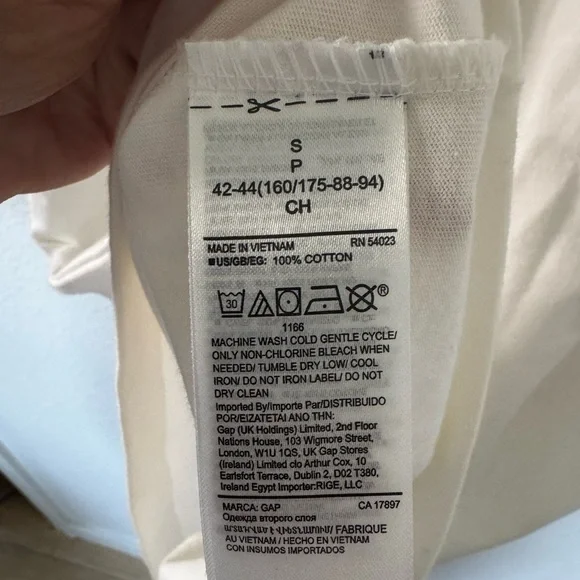 S
P
42-44(160/175-88-94)
CH
MADE IN VIETNAM RN 54023
■US/GB/EG: 100% COTTON
30 ®
1166
MACHINE WASH COLD GENTLE CYCLE/
ONLY NON-CHLORINE BLEACH WHEN
NEEDED/ TUMBLE DRY LOW/ COOL
IRON/ DO NOT IRON LABEL/ DO NOT
DRY CLEAN
Imported By/Importe Par/DISTRIBUIDO
POR/EIZATETAI AND THN:
Gap (UK Holdings) Limited, 2nd Floor
Nations House, 103 Wigmore Street,
London, W1U 1QS, UK Gap Stores
(Ireland) Limited c/o Arthur Cox, 10
Earlsfort Terrace, Dublin 2, D02 T380,
Ireland Egypt Importer:RIGE, LLC
MARCA: GAP CA 17897
Одежда второго слоя
FABRIQUE
AU VIETNAM / HECHO EN VIETNAM
CON INSUMOS IMPORTADOS